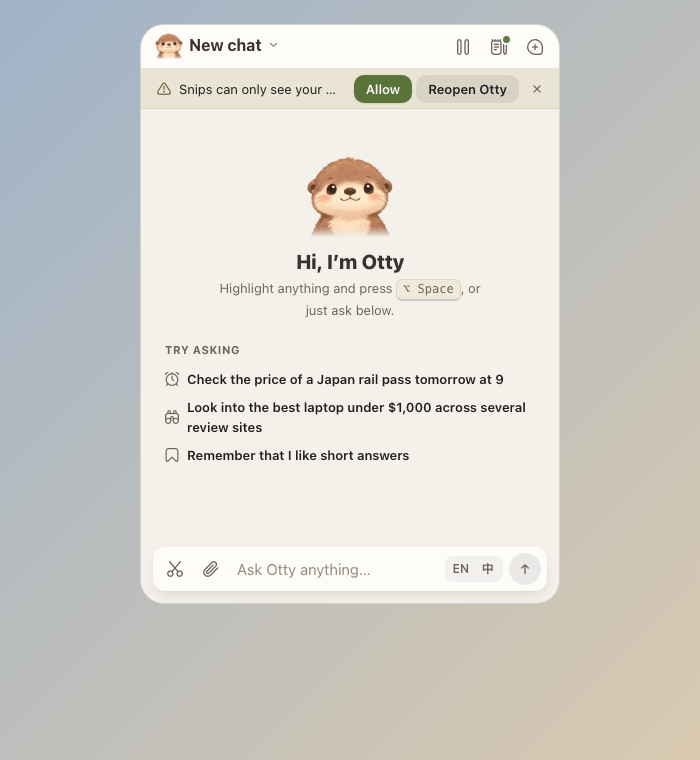 New chat
Snips can only see your ...
Allow
Reopen Otty
Hi, I’m Otty
Highlight anything and press ⌥ Space, or
just ask below.
TRY ASKING
Check the price of a Japan rail pass tomorrow at 9
Look into the best laptop under $1,000 across several
review sites
Remember that I like short answers
Ask Otty anything...
EN 中